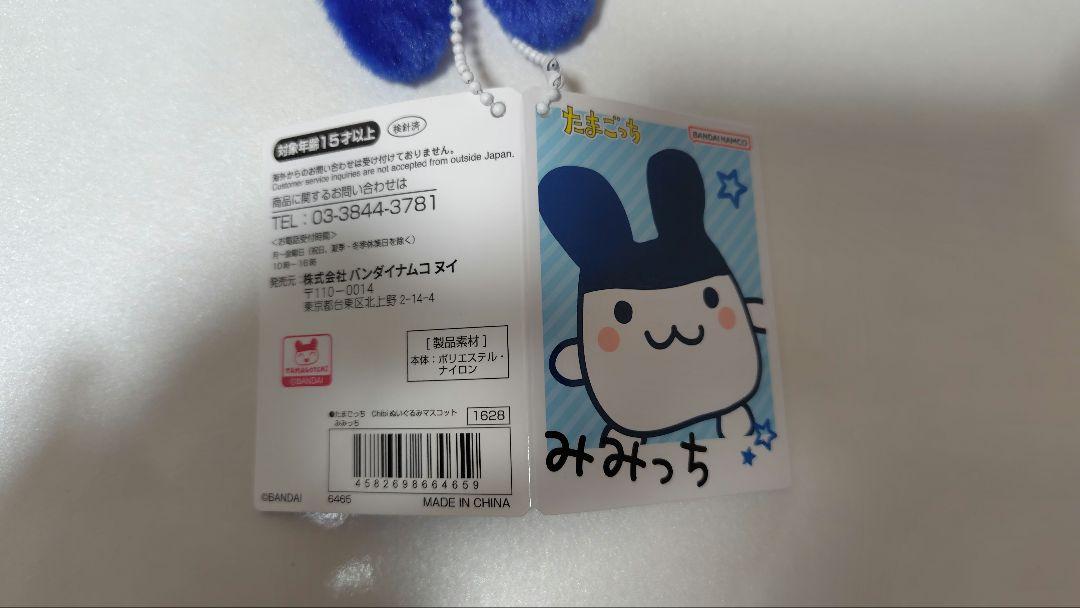 対象年齢15才以上
検針済
海外からのお問い合わせは受け付けておりません。
Customer service inquiries are not accepted from outside Japan.
商品に関するお問い合わせは
TEL：03-3844-3781
＜お電話受付時間＞
月～金曜日（祝日、夏季・冬季休業日を除く）
10時～16時
発売元：株式会社 バンダイナムコ ヌイ
〒110-0014
東京都台東区北上野 2-14-4
TAMAGOTCHI
©BANDAI
[製品素材]
本体：ポリエステル・
ナイロン
●たまごっち Chibiぬいぐるみマスコット
みみっち
1628
4582698664659
©BANDAI
6465
MADE IN CHINA
たまごっち
BANDAI NAMCO
みみっち